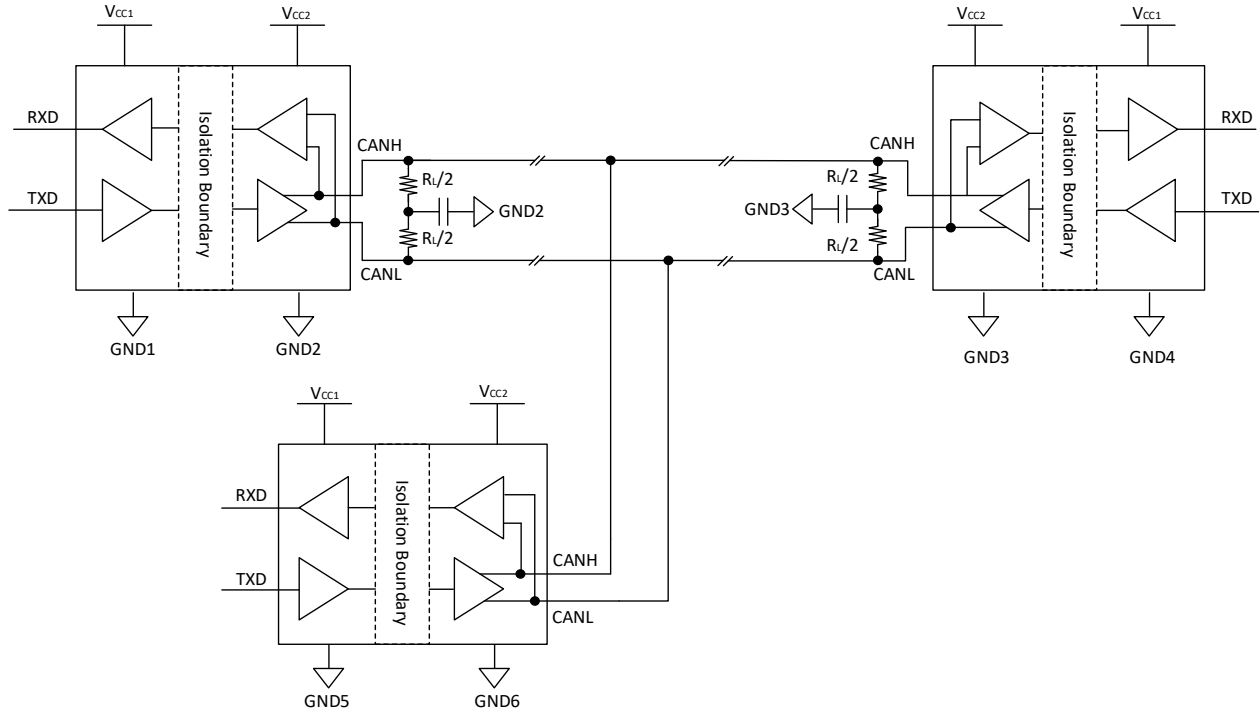 VCC1
VCC2
RXD
TXD
Isolation Boundary
CANH
RL/2
GND2
RL/2
CANL
GND1
GND2
VCC2
VCC1
CANH
RL/2
GND3
RL/2
CANL
Isolation Boundary
RXD
TXD
GND3
GND4
VCC1
VCC2
RXD
TXD
Isolation Boundary
CANH
CANL
GND5
GND6